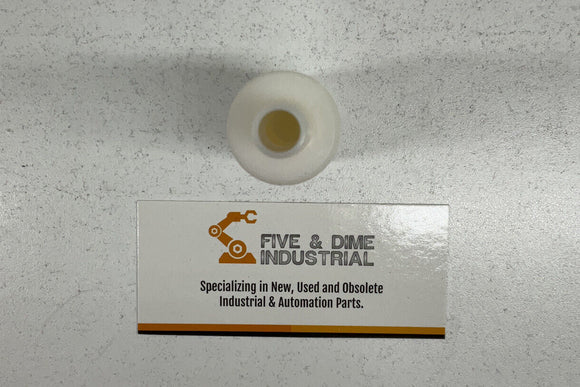 FIVE & DIME
INDUSTRIAL
Specializing in New, Used and Obsolete
Industrial & Automation Parts.